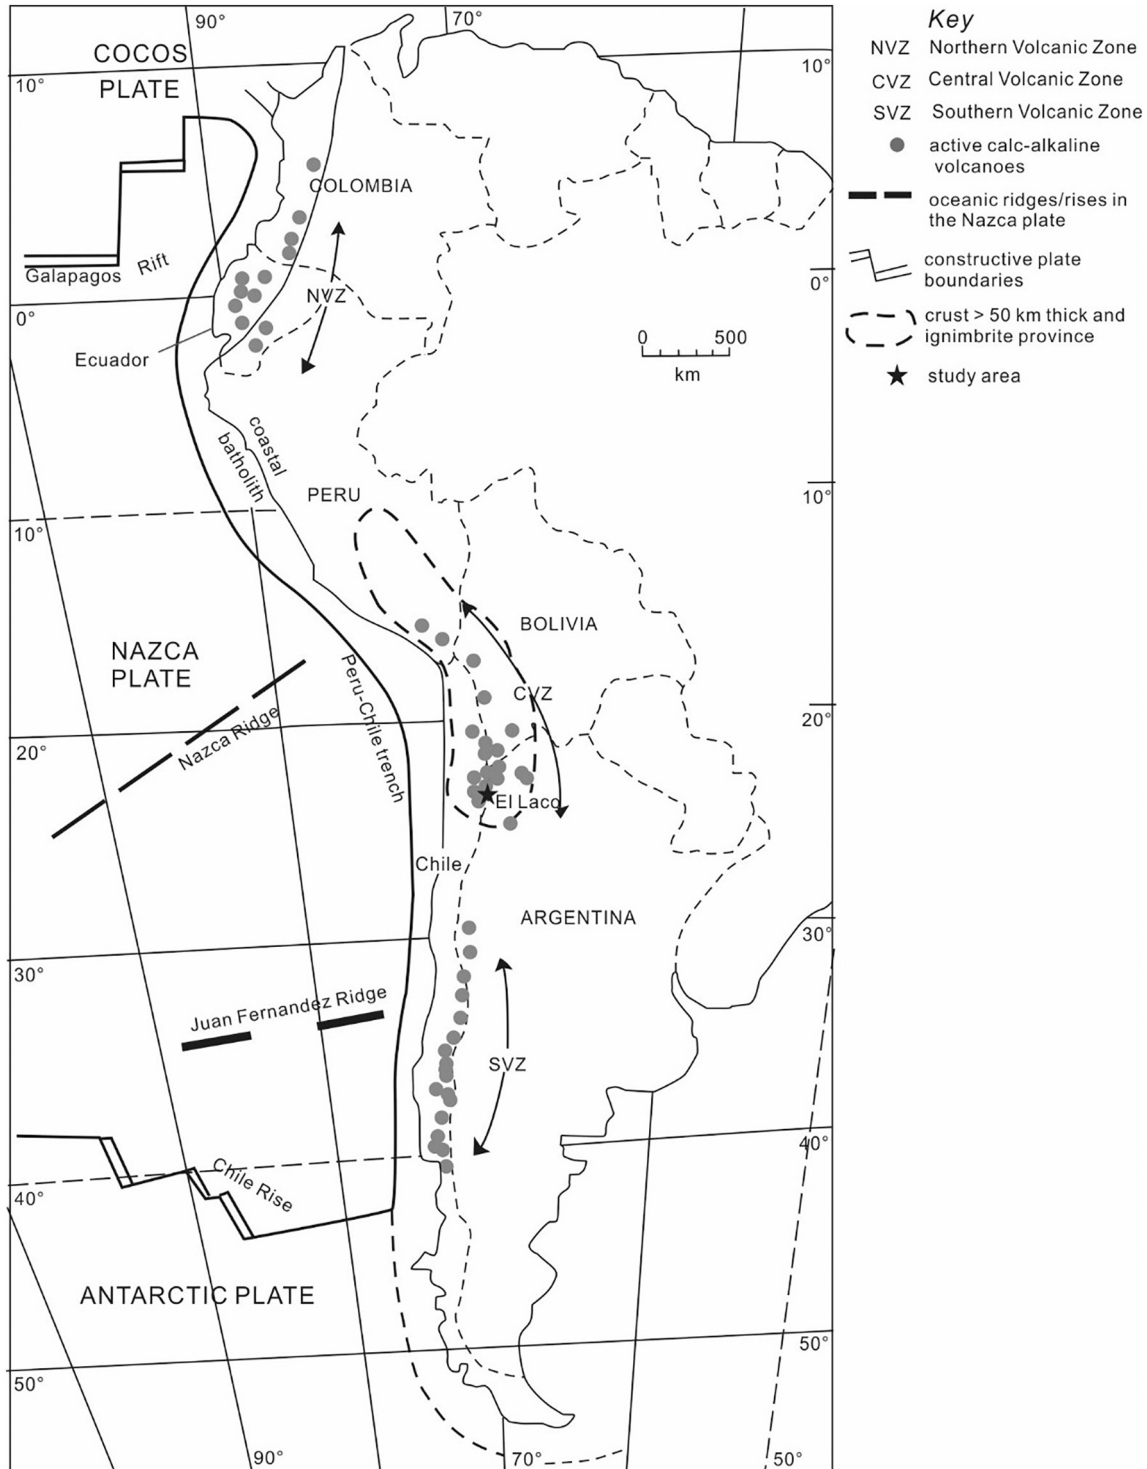 90°
70°
Key
COCOS
PLATE
10°
10°
NVZ Northern Volcanic Zone
CVZ Central Volcanic Zone
SVZ Southern Volcanic Zone
active calc-alkaline
volcanoes
oceanic ridges/rises in
the Nazca plate
constructive plate
boundaries
crust > 50 km thick and
ignimbrite province
study area
COLOMBIA
Galapagos Rift
NVZ
0°
0°
Ecuador
0 500
km
coastal
batholith
PERU
10°
10°
BOLIVIA
NAZCA
PLATE
CVZ
Peru-Chile trench
Nazca Ridge
20°
20°
El Laco
Chile
ARGENTINA
30°
30°
Juan Fernandez Ridge
SVZ
40°
40°
Chile Rise
ANTARCTIC PLATE
50°
50°
90°
70°
50°